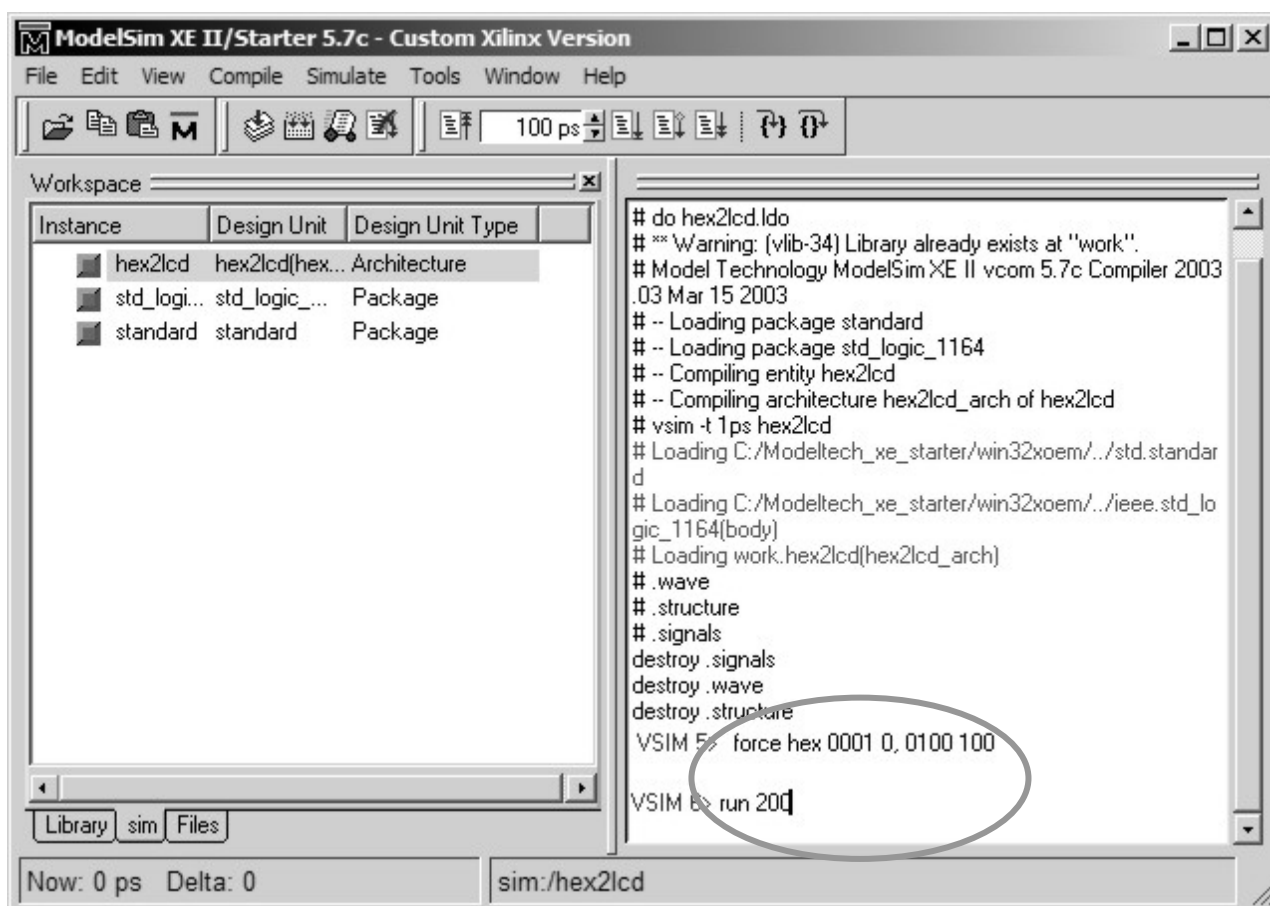 ModelSim XE II/Starter 5.7c - Custom Xilinx Version
File Edit View Compile Simulate Tools Window Help
100 ps
Workspace
Instance Design Unit Design Unit Type
hex2lcd hex2lcd(hex... Architecture
std_logi... std_logic_... Package
standard standard Package
Library sim Files
# do hex2lcd.ldo
# ** Warning: (vlib-34) Library already exists at "work".
# Model Technology ModelSim XE II vcom 5.7c Compiler 2003
.03 Mar 15 2003
# -- Loading package standard
# -- Loading package std_logic_1164
# -- Compiling entity hex2lcd
# -- Compiling architecture hex2lcd_arch of hex2lcd
# vsim -t 1ps hex2lcd
# Loading C:/Modeltech_xe_starter/win32xoem/../std.standar
d
# Loading C:/Modeltech_xe_starter/win32xoem/../ieee.std_lo
gic_1164(body)
# Loading work.hex2lcd(hex2lcd_arch)
# .wave
# .structure
# .signals
destroy .signals
destroy .wave
destroy .structure
VSIM 5> force hex 0001 0, 0100 100
VSIM 6> run 200
Now: 0 ps Delta: 0
sim:/hex2lcd